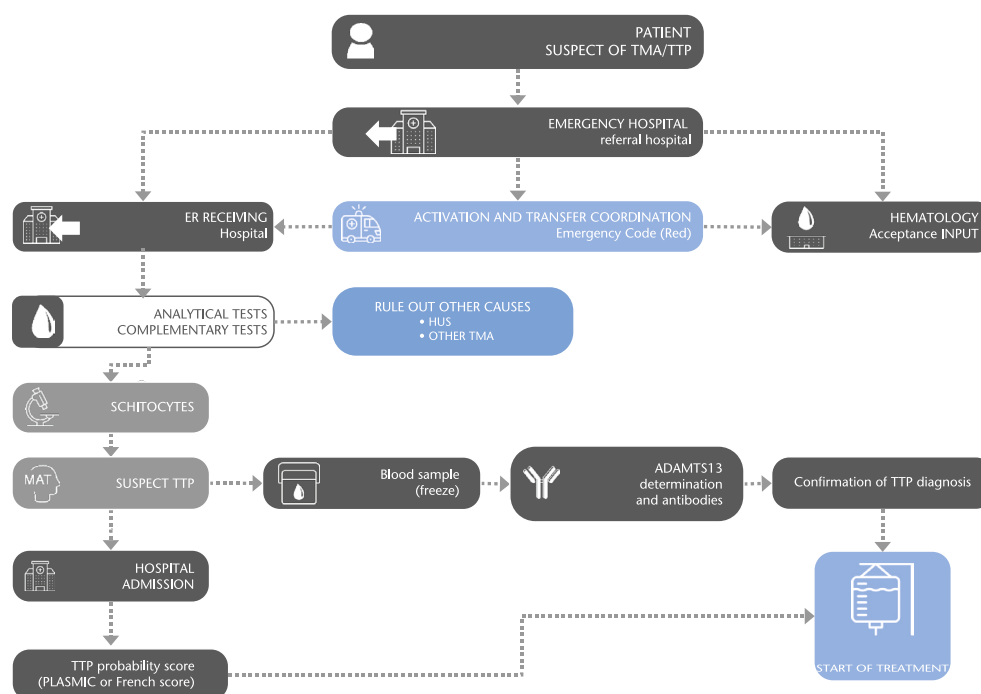 PATIENT
SUSPECT OF TMA/TTP
EMERGENCY HOSPITAL
referral hospital
ER RECEIVING
Hospital
ACTIVATION AND TRANSFER COORDINATION
Emergency Code (Red)
HEMATOLOGY
Acceptance INPUT
ANALYTICAL TESTS
COMPLEMENTARY TESTS
RULE OUT OTHER CAUSES
• HUS
• OTHER TMA
SCHITOCYTES
MAT
SUSPECT TTP
Blood sample
(freeze)
ADAMTS13
determination
and antibodies
Confirmation of TTP diagnosis
HOSPITAL
ADMISSION
TTP probability score
(PLASMIC or French score)
START OF TREATMENT